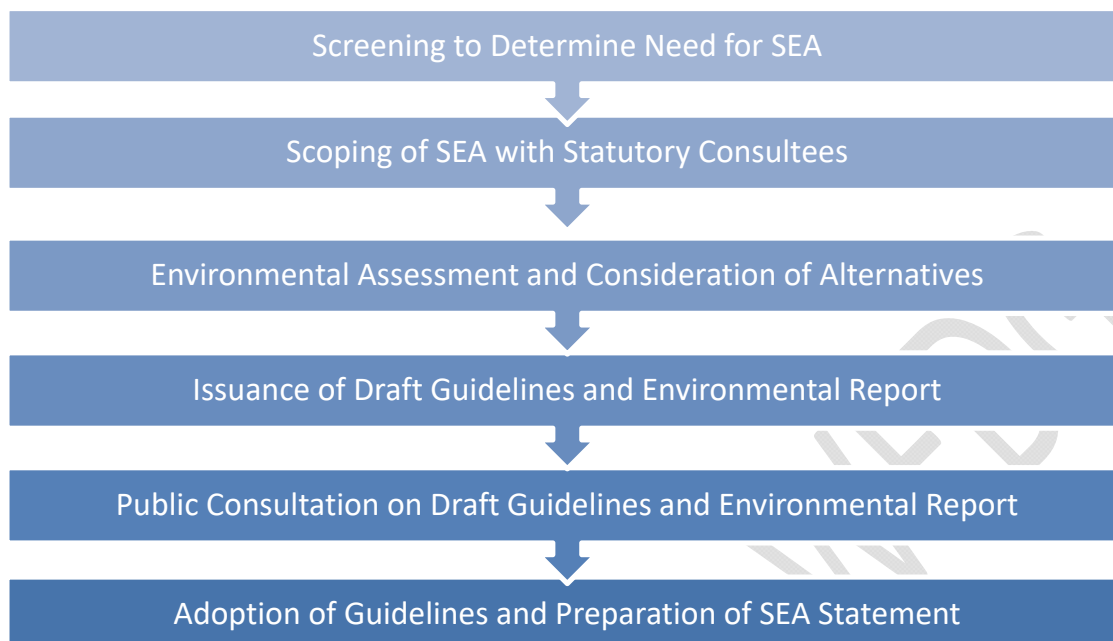 Screening to Determine Need for SEA
Scoping of SEA with Statutory Consultees
Environmental Assessment and Consideration of Alternatives
Issuance of Draft Guidelines and Environmental Report
Public Consultation on Draft Guidelines and Environmental Report
Adoption of Guidelines and Preparation of SEA Statement